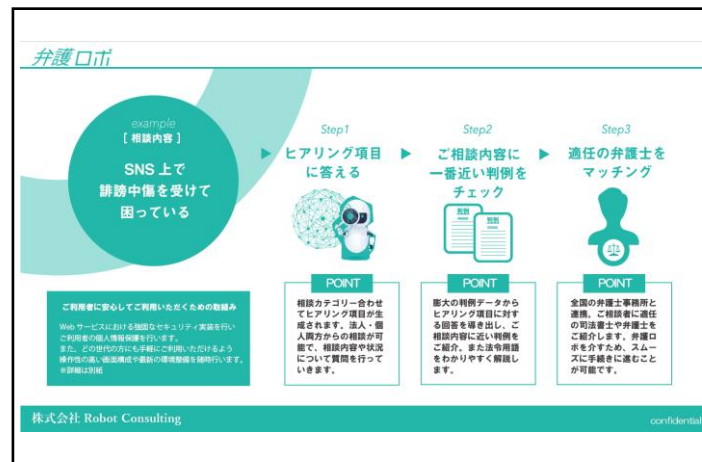 弁護ロボ
example
[ 相談内容 ]
SNS 上で
誹謗中傷を受けて
困っている
Step1
ヒアリング項目
に答える
Step2
ご相談内容に
一番近い判例を
チェック
判例
判例
Step3
適任の弁護士を
マッチング
ご利用者に安心してご利用いただくための取組み
Web サービスにおける強固なセキュリティ実装を行い
ご利用者の個人情報保護を行います。
また、どの世代の方にも手軽にご利用いただけるよう
操作性の高い画面構成や最新の環境整備を随時行います。
※詳細は別紙
POINT
相談カテゴリー合わせ
てヒアリング項目が生
成されます。法人・個
人両方からの相談が可
能で、相談内容や状況
について質問を行って
いきます。
POINT
膨大の判例データから
ヒアリング項目に対す
る回答を導き出し、ご
相談内容に近い判例を
ご紹介。また法令用語
をわかりやすく解説し
ます。
POINT
全国の弁護士事務所と
連携。ご相談者に適任
の司法書士や弁護士を
ご紹介します。弁護ロ
ボを介すため、スムー
ズに手続きに進むこと
が可能です。
株式会社 Robot Consulting
confidential